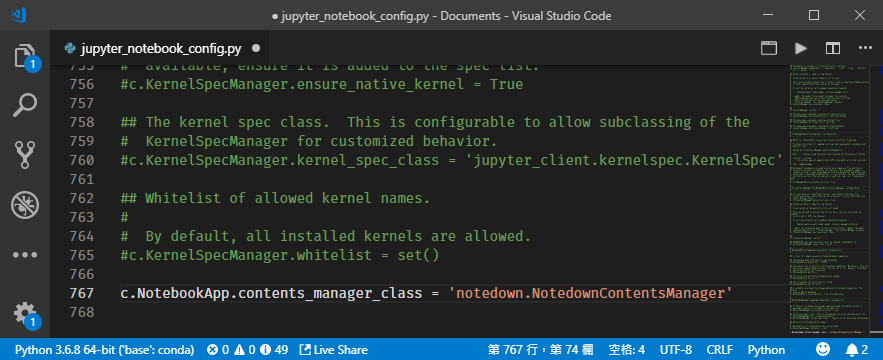 ● jupyter_notebook_config.py - Documents - Visual Studio Code
jupyter_notebook_config.py ●
755 #  available, ensure it is added to the spec list.
756 #c.KernelSpecManager.ensure_native_kernel = True
757
758 ## The kernel spec class.  This is configurable to allow subclassing of the
759 #  KernelSpecManager for customized behavior.
760 #c.KernelSpecManager.kernel_spec_class = 'jupyter_client.kernelspec.KernelSpec'
761
762 ## Whitelist of allowed kernel names.
763 #
764 #  By default, all installed kernels are allowed.
765 #c.KernelSpecManager.whitelist = set()
766
767 c.NotebookApp.contents_manager_class = 'notedown.NotedownContentsManager'
768
1
1
Python 3.6.8 64-bit ('base': conda) 0 0 49 Live Share 第 767 行，第 74 欄 空格: 4 UTF-8 CRLF Python 2